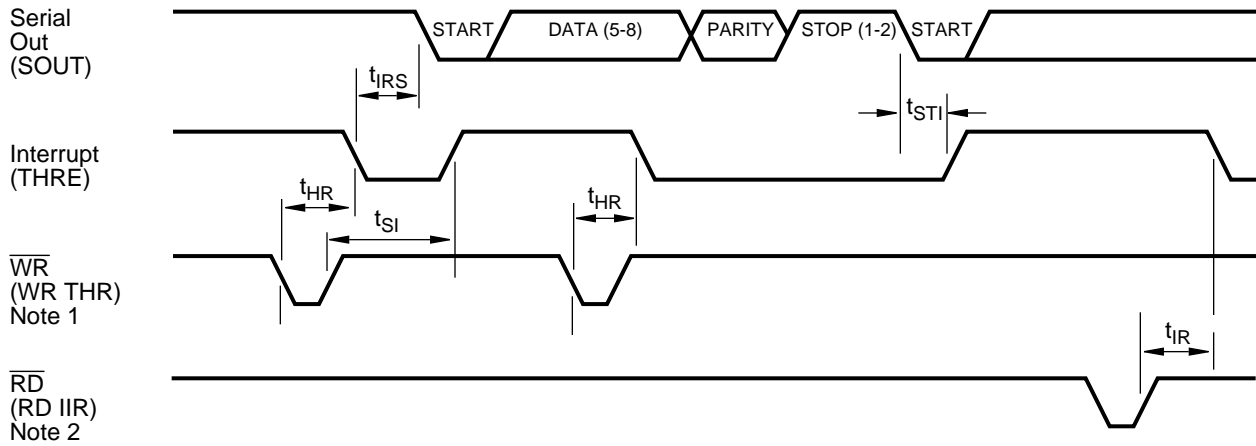 Serial
Out
(SOUT)
START
DATA (5-8)
PARITY
STOP (1-2)
START
tIRS
tSTI
Interrupt
(THRE)
tHR
tSI
tHR
WR
(WR THR)
Note 1
tIR
RD
(RD IIR)
Note 2